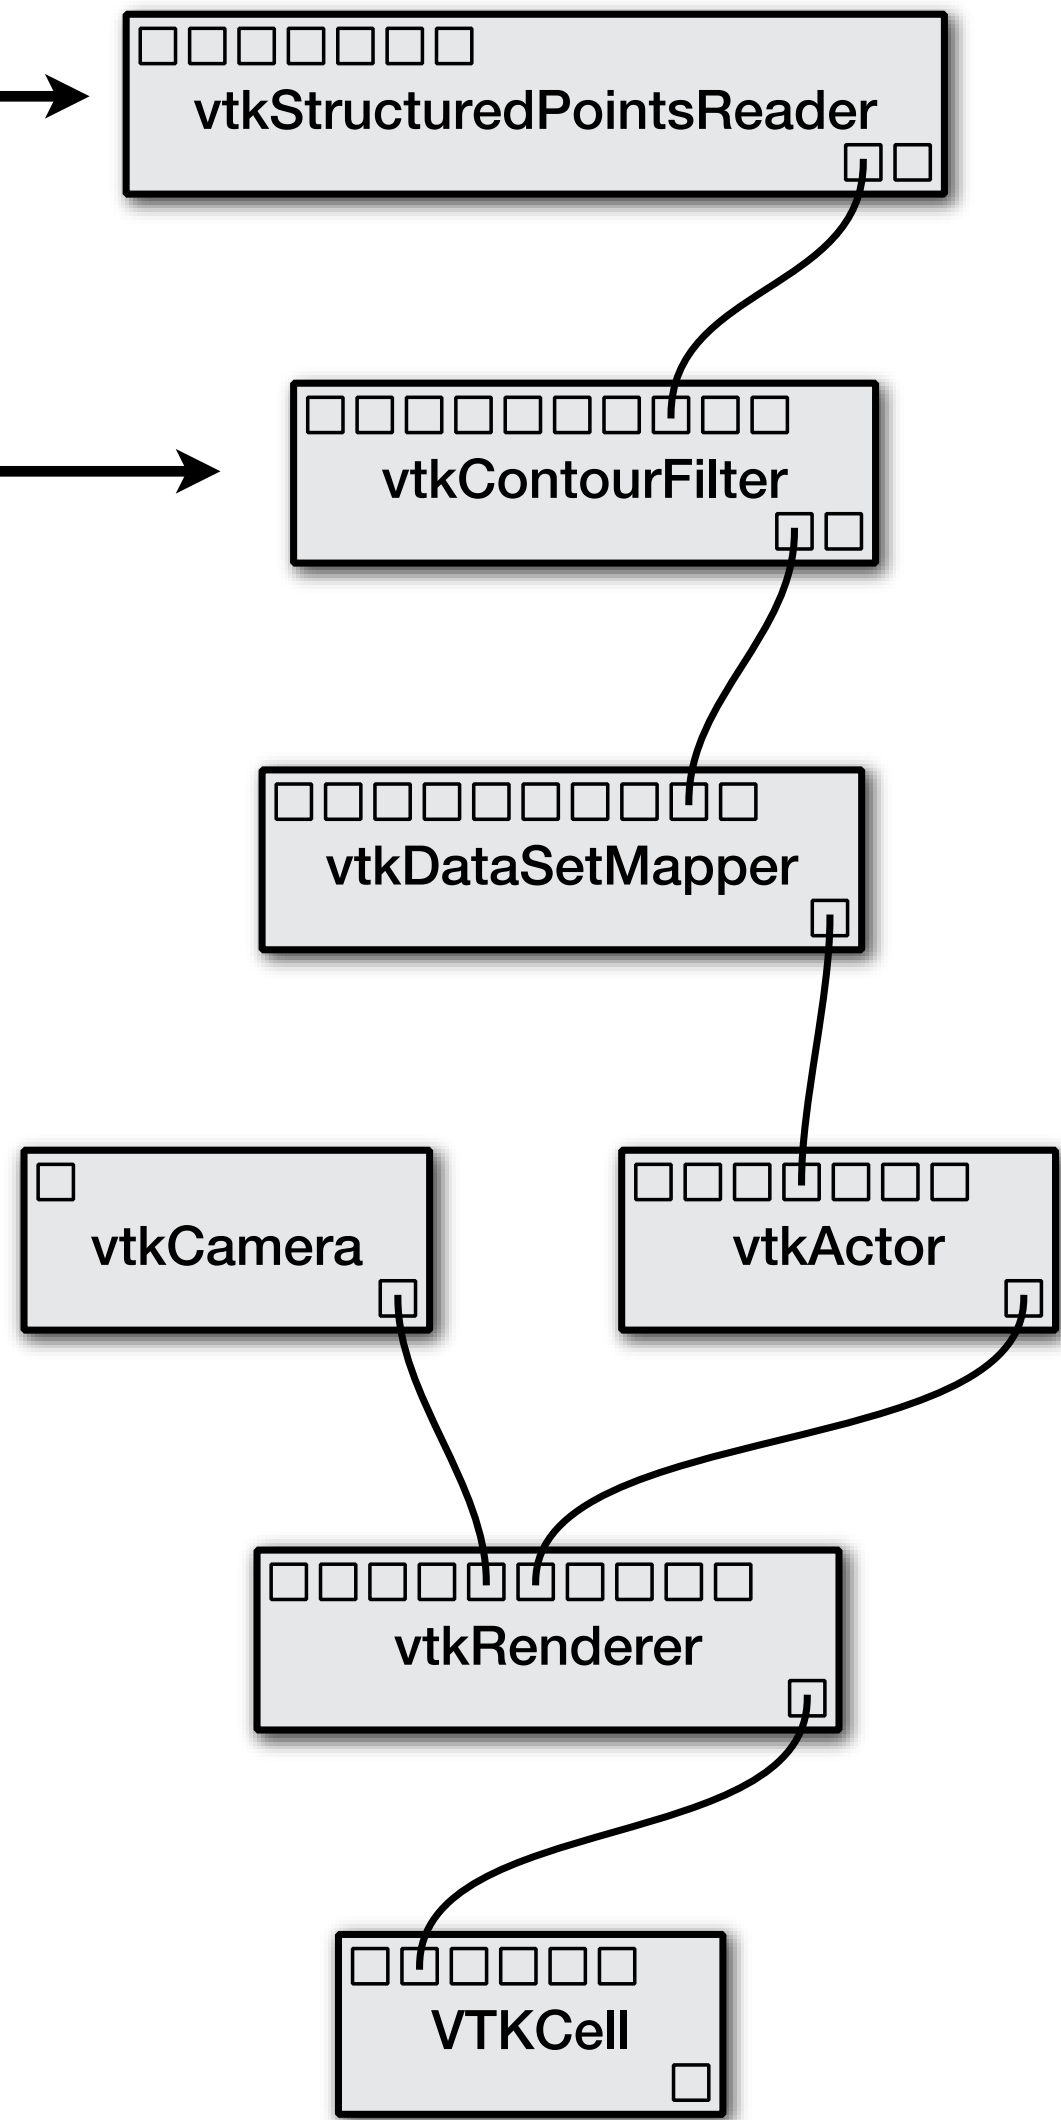 vtkStructuredPointsReader
vtkContourFilter
vtkDataSetMapper
vtkCamera
vtkActor
vtkRenderer
VTKCell